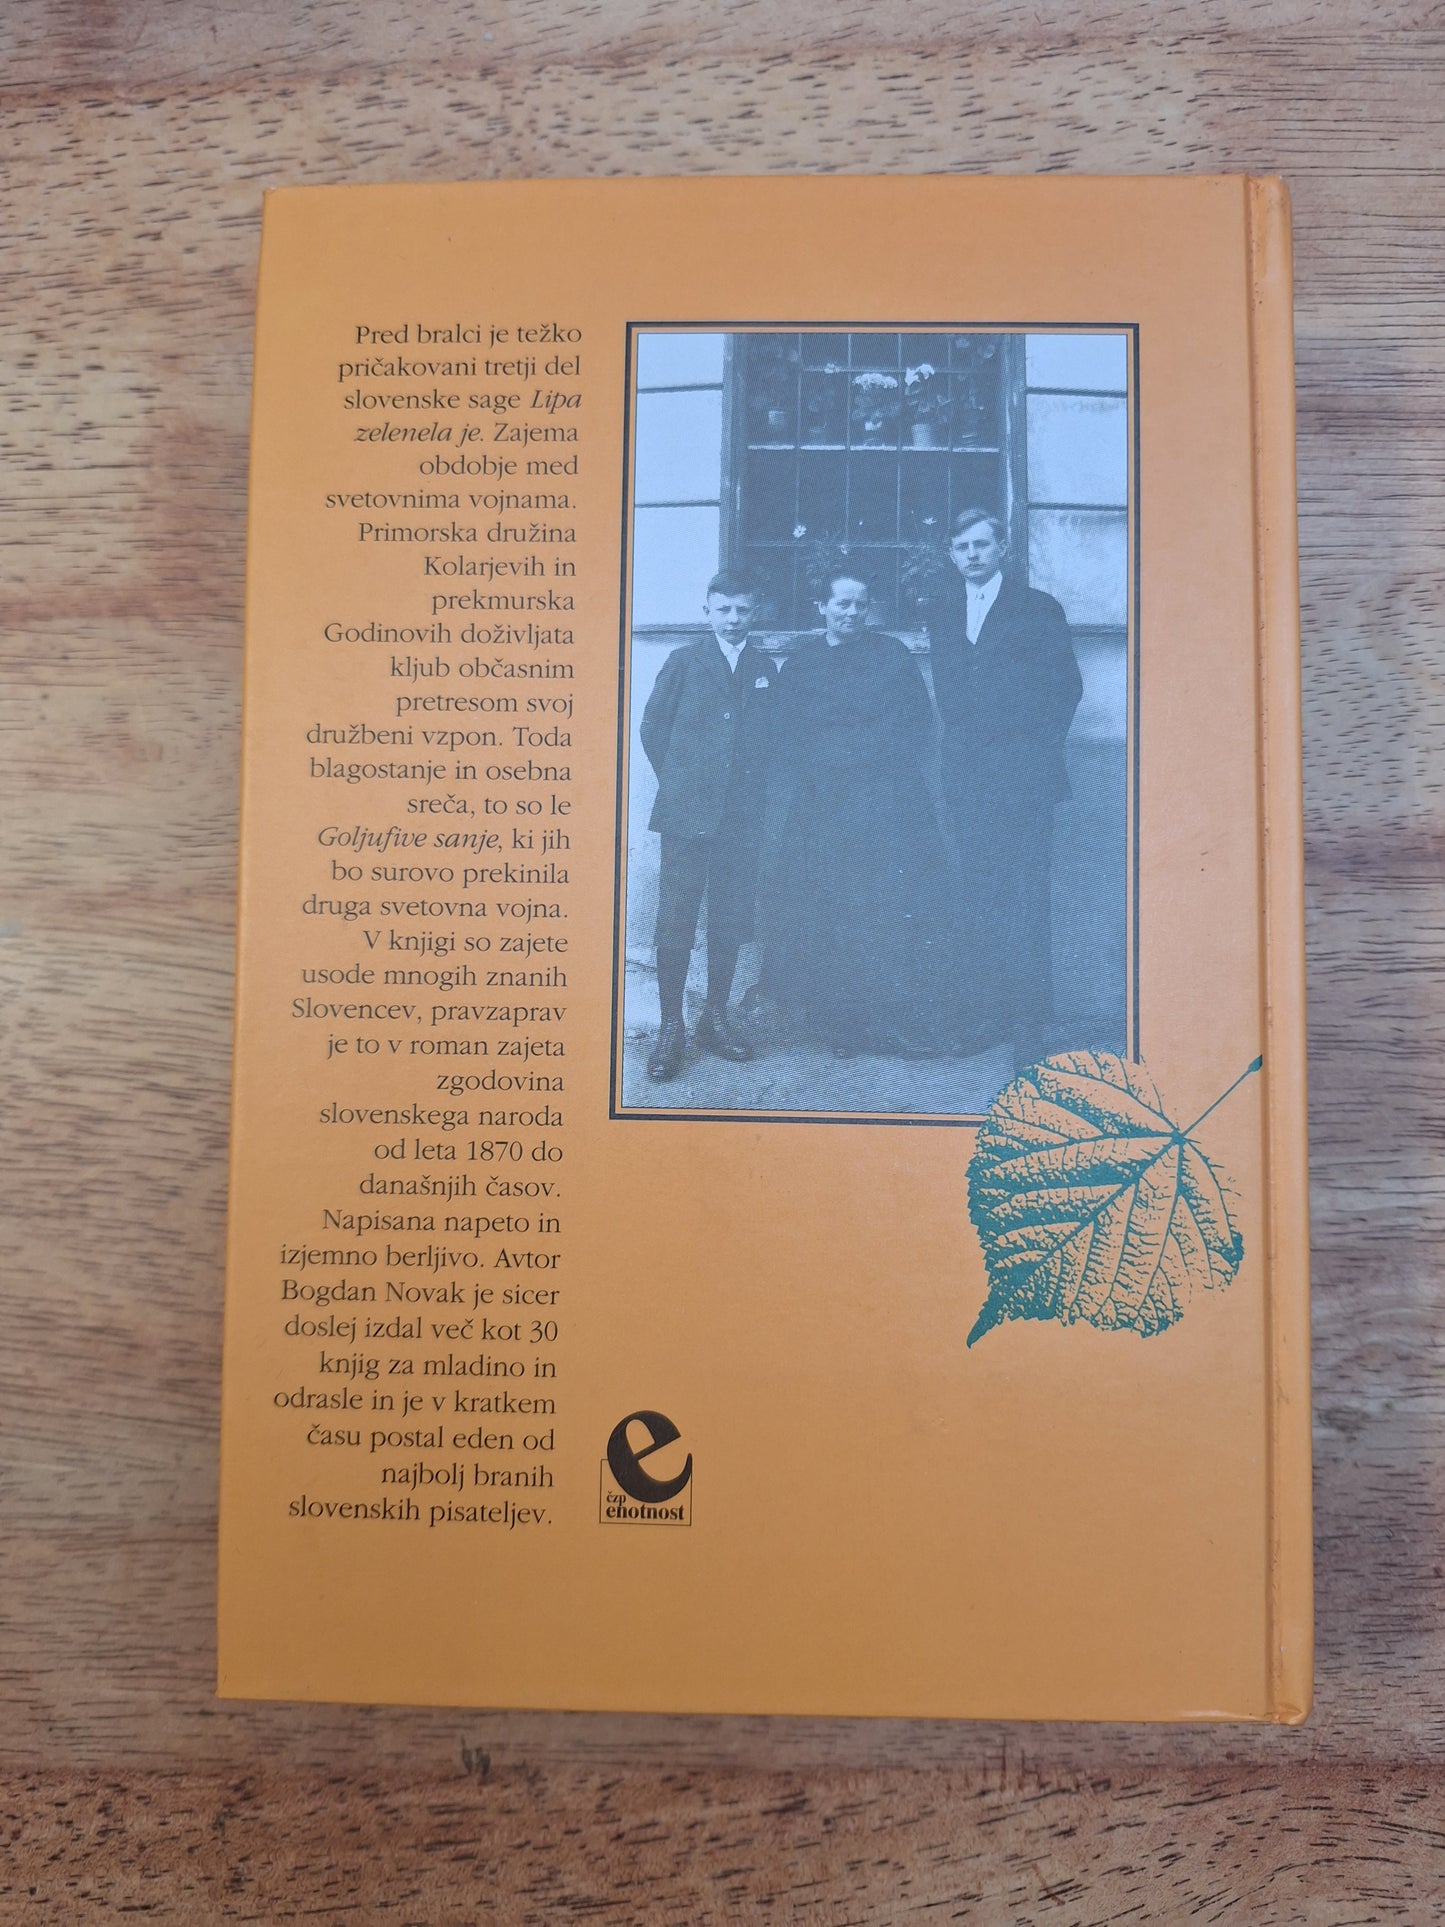 Pred bralci je težko
pričakovani tretji del
slovenske sage Lipa
zelenela je. Zajema
obdobje med
svetovnima vojnama.
Primorska družina
Kolarjevih in
prekmurska
Godinovih doživljata
kljub občasnim
pretresom svoj
družbeni vzpon. Toda
blagostanje in osebna
sreča, to so le
Goljufive sanje, ki jih
bo surovo prekinila
druga svetovna vojna.
V knjigi so zajete
usode mnogih znanih
Slovencev, pravzaprav
je to v roman zajeta
zgodovina
slovenskega naroda
od leta 1870 do
današnjih časov.
Napisana napeto in
izjemno berljivo. Avtor
Bogdan Novak je sicer
doslej izdal več kot 30
knjig za mladino in
odrasle in je v kratkem
času postal eden od
najbolj branih
slovenskih pisateljev.
e
čzp
enotnost